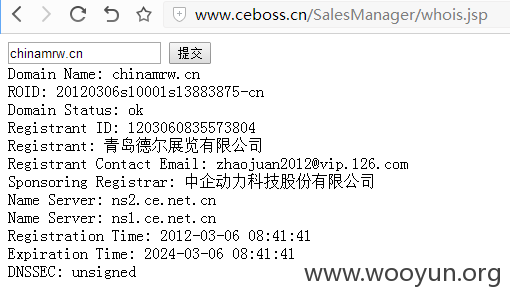 www.ceboss.cn/SalesManager/whois.jsp
chinamrw.cn 提交
Domain Name: chinamrw.cn
ROID: 20120306s10001s13883875-cn
Domain Status: ok
Registrant ID: 1203060835573804
Registrant: 青岛德尔展览有限公司
Registrant Contact Email: zhaojuan2012@vip.126.com
Sponsoring Registrar: 中企动力科技股份有限公司
Name Server: ns2.ce.net.cn
Name Server: ns1.ce.net.cn
Registration Time: 2012-03-06 08:41:41
Expiration Time: 2024-03-06 08:41:41
DNSSEC: unsigned
www.wooyun.org